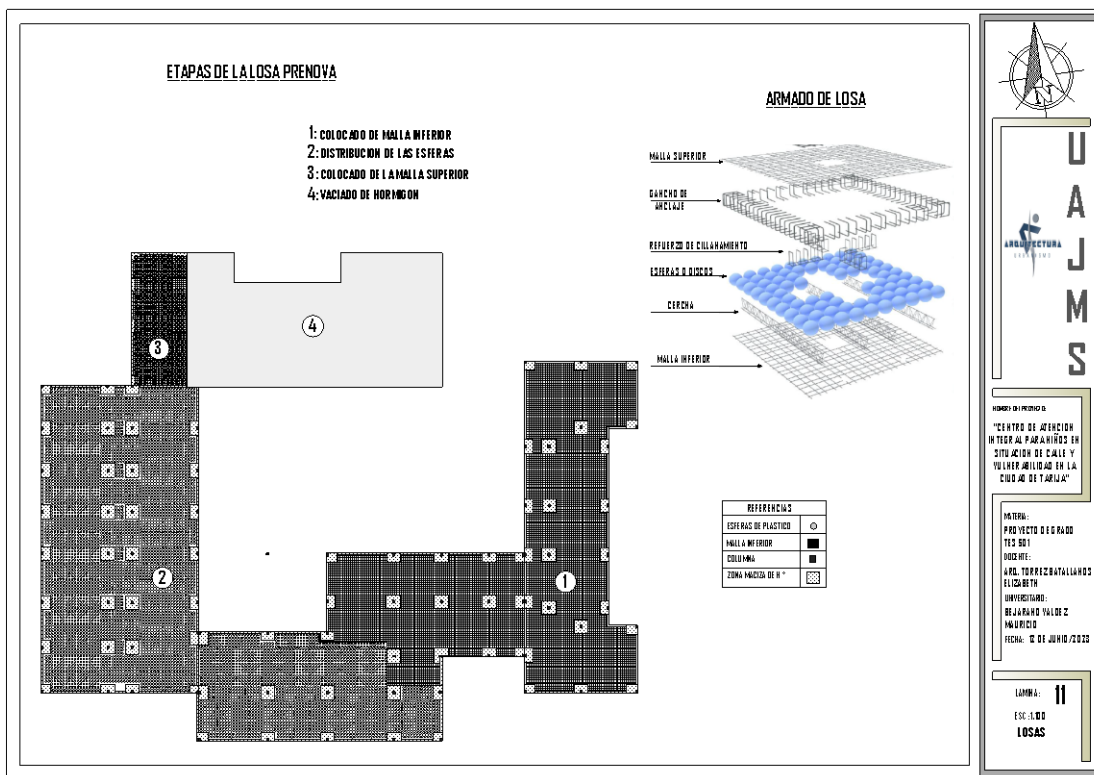 ETAPAS DE LA LOSA PRENOVA
1: COLOCADO DE MALLA INFERIOR
2: DISTRIBUCION DE LAS ESFERAS
3: COLOCADO DE LA MALLA SUPERIOR
4: VACIADO DE HORMIGON
3
4
2
1
ARMADO DE LOSA
MALLA SUPERIOR
GANCHO DE
ANCLAJE
REFUERZO DE CILLANAMIENTO
ESFERAS O DISCOS
CERCHA
MALLA INFERIOR
REFERENCIAS
ESFERAS DE PLASTICO
MALLA INFERIOR
COLUMNA
ZONA MACIZA DE H°
N
U
A
J
M
S
ARQUITECTURA
NOMBRE DEL PROYECTO:
"CENTRO DE ATENCION
INTEGRAL PARA NIÑOS EN
SITUACION DE CALLE Y
VULNERABILIDAD EN LA
CIUDAD DE TARIJA"
MATERIA:
PROYECTO DE GRADO
TES 501
DOCENTE:
ARQ. TORREZ BATALLANOS
ELIZABETH
UNIVERSITARIO:
BEJARANO VALDEZ
MAURICIO
FECHA: 12 DE JUNIO/2023
LAMINA: 11
ESC:1.100
LOSAS